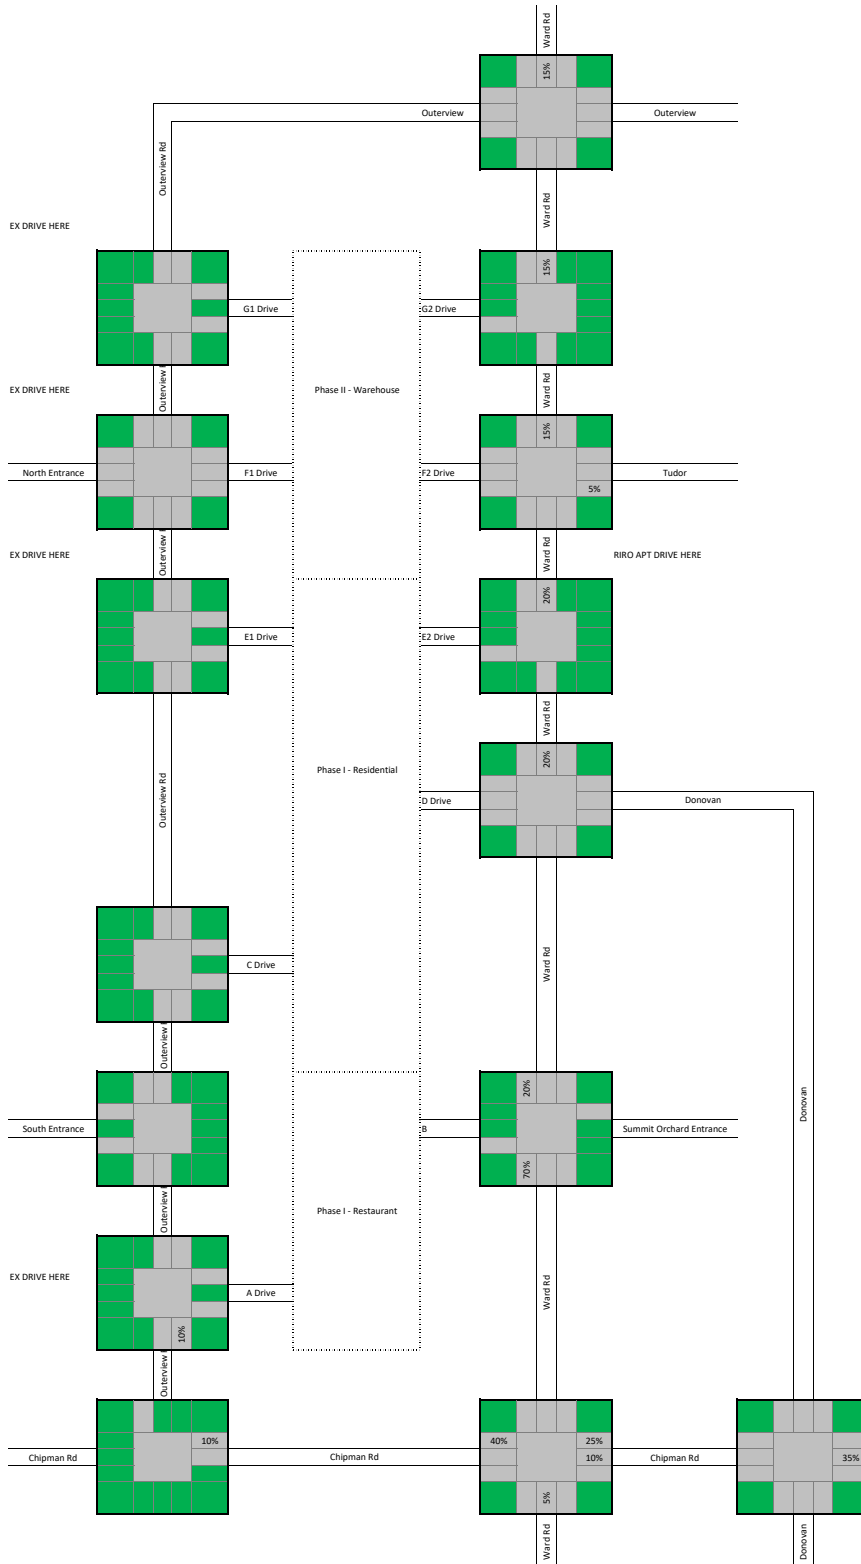 Ward Rd
15%
Outerview
Outerview
Outerview Rd
Ward Rd
EX DRIVE HERE
15%
G1 Drive
G2 Drive
Outerview
Ward Rd
EX DRIVE HERE
Phase II - Warehouse
15%
North Entrance
F1 Drive
F2 Drive
Tudor
5%
Outerview
Ward Rd
EX DRIVE HERE
RIRO APT DRIVE HERE
20%
E1 Drive
E2 Drive
Ward Rd
20%
Phase I - Residential
Outerview Rd
D Drive
Donovan
Ward Rd
C Drive
Outerview
20%
South Entrance
B
Summit Orchard Entrance
Donovan
70%
Outerview
Phase I - Restaurant
EX DRIVE HERE
A Drive
Ward Rd
10%
Outerview
10%
40%
25%
Chipman Rd
Chipman Rd
10%
Chipman Rd
35%
5%
Ward Rd
Donovan